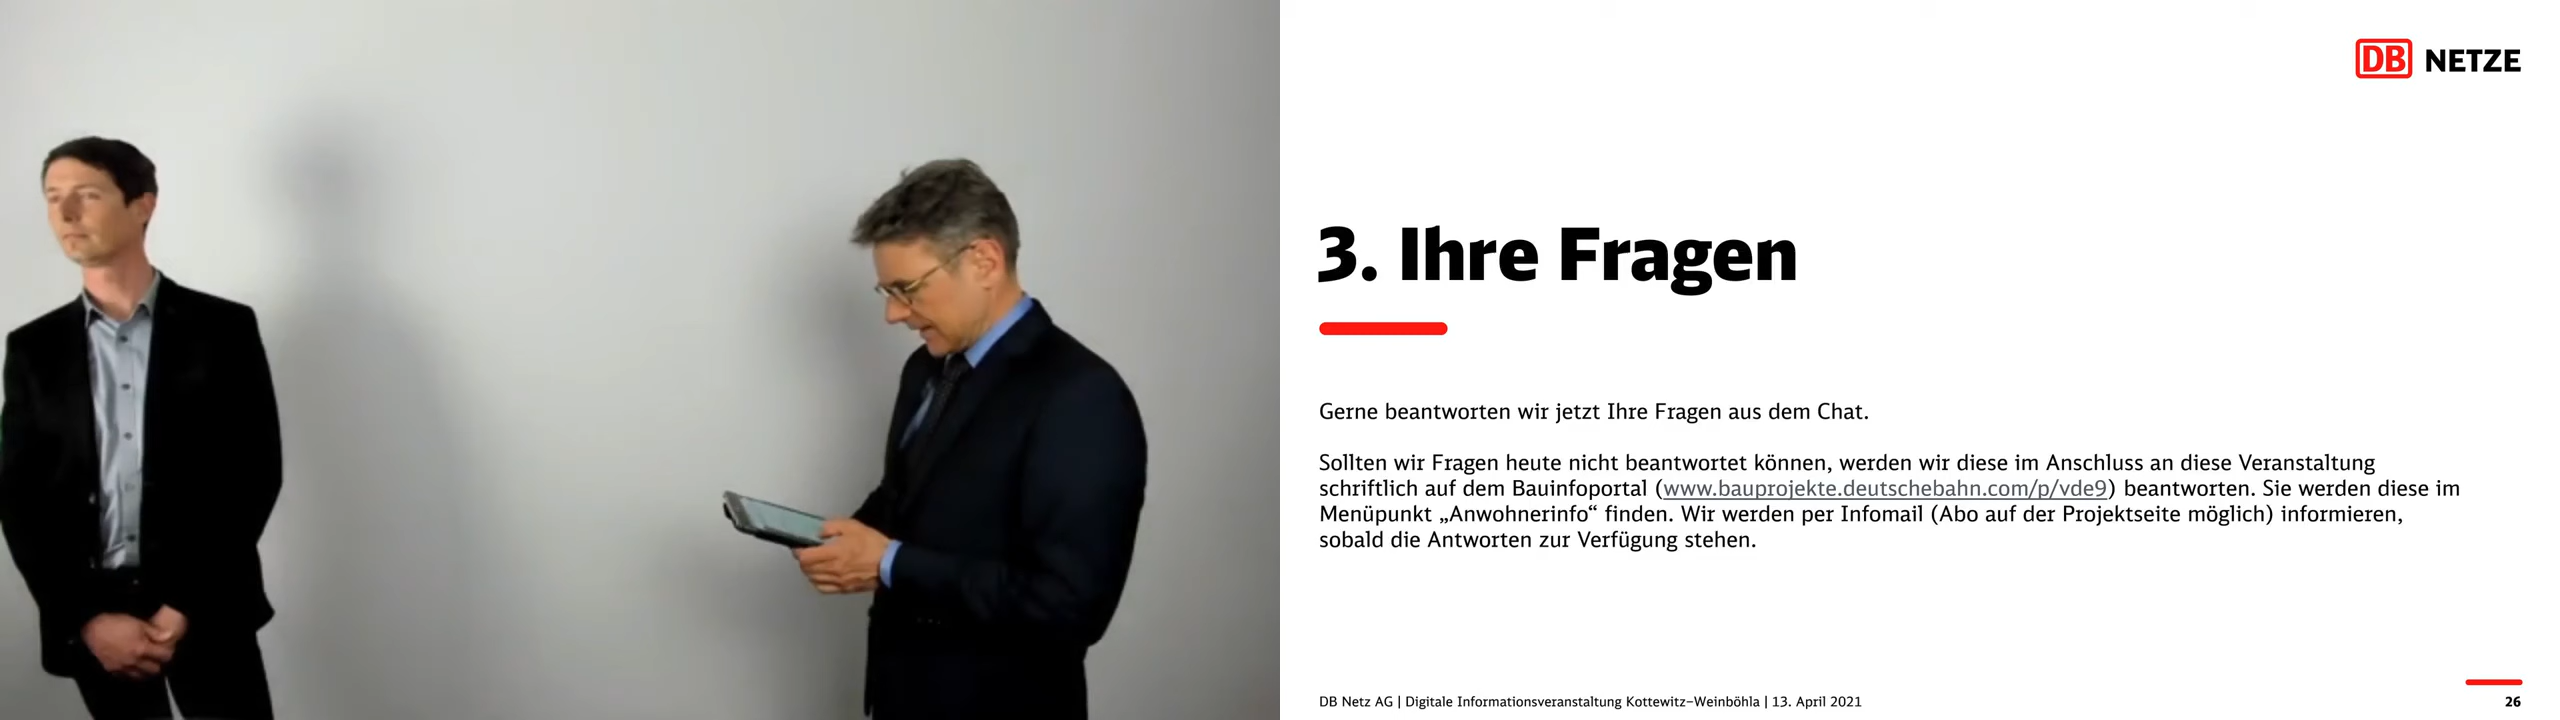 DB NETZE
3. Ihre Fragen
Gerne beantworten wir jetzt Ihre Fragen aus dem Chat.
Sollten wir Fragen heute nicht beantwortet können, werden wir diese im Anschluss an diese Veranstaltung
schriftlich auf dem Bauinfoportal (www.bauprojekte.deutschebahn.com/p/vde9) beantworten. Sie werden diese im
Menüpunkt „Anwohnerinfo“ finden. Wir werden per Infomail (Abo auf der Projektseite möglich) informieren,
sobald die Antworten zur Verfügung stehen.
DB Netz AG | Digitale Informationsveranstaltung Kottewitz–Weinböhla | 13. April 2021
26